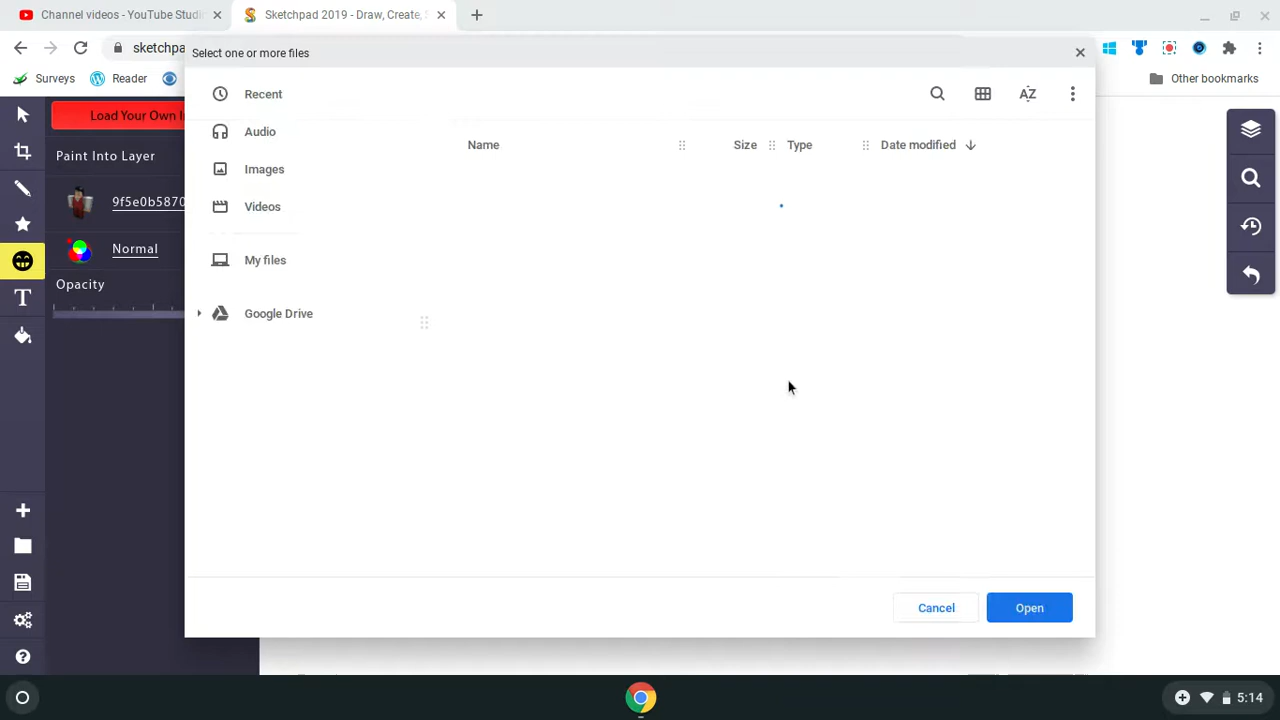 Channel videos - YouTube Studi
Sketchpad 2019 - Draw, Create, S
sketchpa
Surveys
Reader
Other bookmarks
Select one or more files
Recent
Audio
Images
Videos
My files
Google Drive
Name
Size
Type
Date modified
Cancel
Open
Load Your Own I
Paint Into Layer
9f5e0b5870
Normal
Opacity
T
5:14